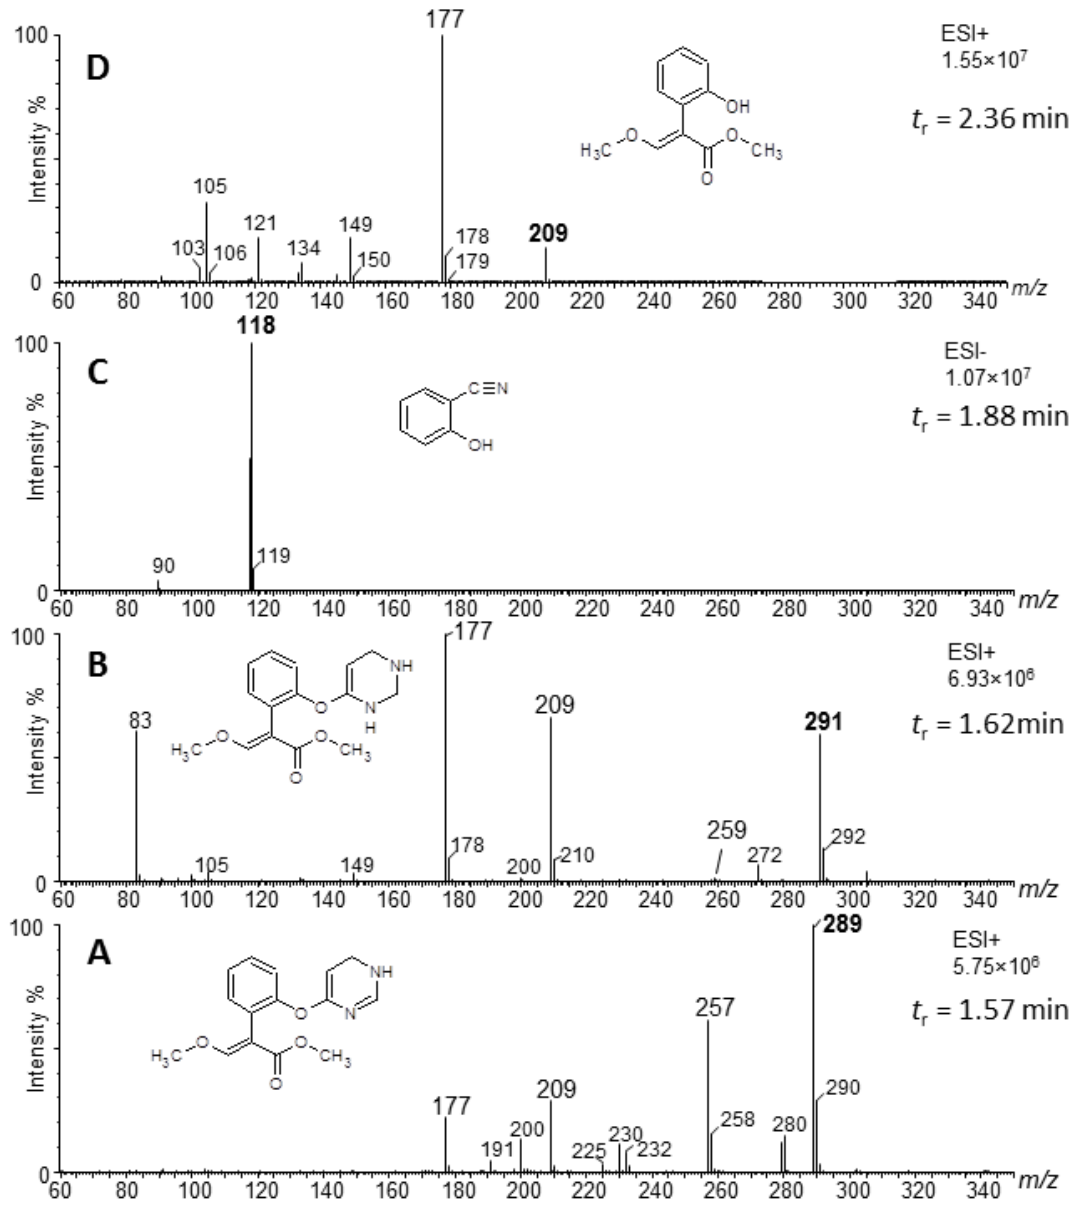 177
100
D
ESI+
1.55×10⁷
tr = 2.36 min
OH
H₃C O O CH₃
O
Intensity %
105
103 106
121
134
149
150
178
179
209
0
60 80 100 120 140 160 180 200 220 240 260 280 300 320 340 m/z
118
100
C
ESI-
1.07×10⁷
tr = 1.88 min
C≡N
OH
Intensity %
90
119
0
60 80 100 120 140 160 180 200 220 240 260 280 300 320 340 m/z
100
B
177
ESI+
6.93×10⁶
tr = 1.62min
NH
O N
H
H₃C O O CH₃
O
Intensity %
83
105
149
178
200
209
210
259
272
291
292
0
60 80 100 120 140 160 180 200 220 240 260 280 300 320 340 m/z
100
A
289
ESI+
5.75×10⁶
tr = 1.57 min
NH
O N
H₃C O O CH₃
O
Intensity %
177
191
200
209
225
230
232
257
258
280
290
0
60 80 100 120 140 160 180 200 220 240 260 280 300 320 340 m/z